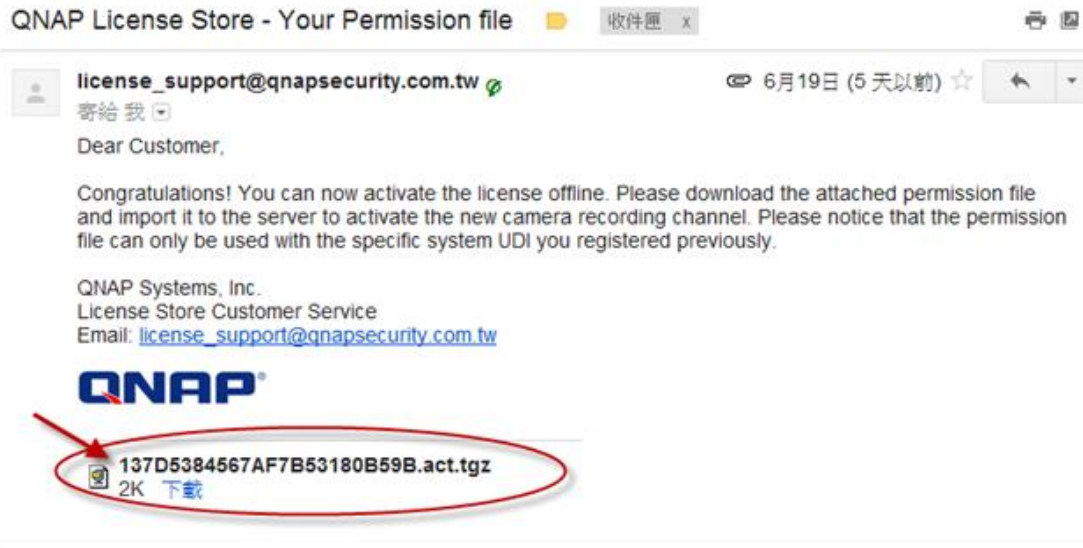 QNAP License Store - Your Permission file 收件匣 x
license_support@qnapsecurity.com.tw 6月19日 (5 天以前)
寄給 我
Dear Customer,
Congratulations! You can now activate the license offline. Please download the attached permission file
and import it to the server to activate the new camera recording channel. Please notice that the permission
file can only be used with the specific system UDI you registered previously.
QNAP Systems, Inc.
License Store Customer Service
Email: license_support@qnapsecurity.com.tw
QNAP
137D5384567AF7B53180B59B.act.tgz
2K 下載